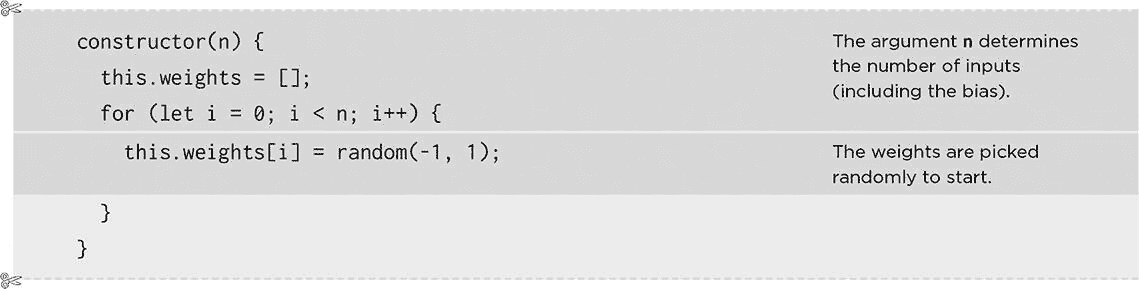 constructor(n) {
this.weights = [];
for (let i = 0; i < n; i++) {
The argument n determines
the number of inputs
(including the bias).
this.weights[i] = random(-1, 1);
The weights are picked
randomly to start.
}
}